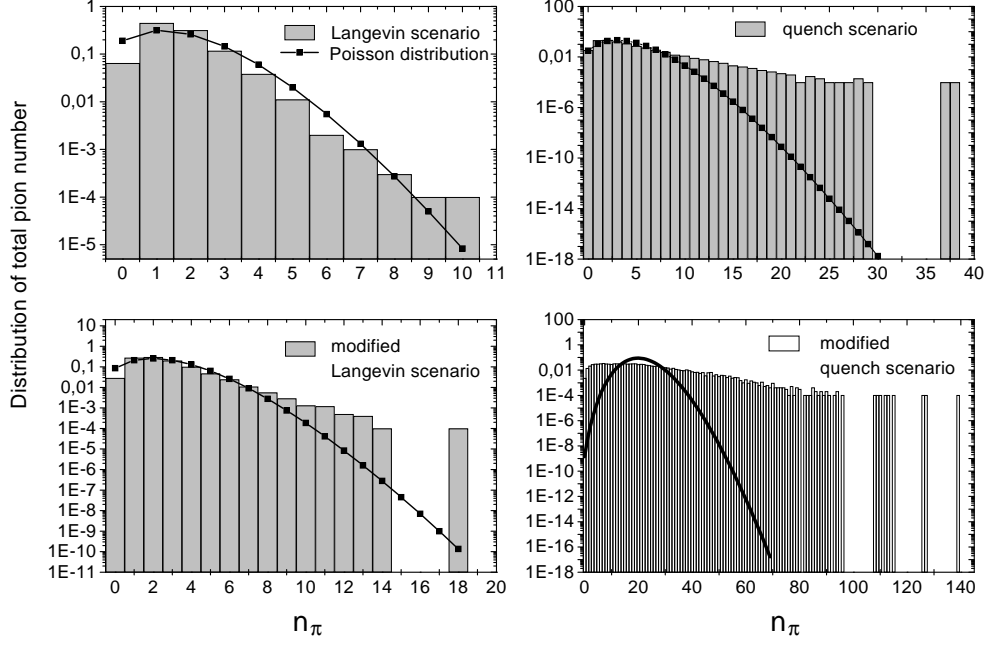 Distribution of total pion number
1
0,1
0,01
1E-3
1E-4
1E-5
Langevin scenario
Poisson distribution
0 1 2 3 4 5 6 7 8 9 10 11
100
0,01
1E-6
1E-10
1E-14
1E-18
quench scenario
0 5 10 15 20 25 30 35 40
10
1
0,1
0,01
1E-3
1E-4
1E-5
1E-6
1E-7
1E-8
1E-9
1E-10
1E-11
modified
Langevin scenario
0 2 4 6 8 10 12 14 16 18 20
nπ
100
1
0,01
1E-4
1E-6
1E-8
1E-10
1E-12
1E-14
1E-16
1E-18
modified
quench scenario
0 20 40 60 80 100 120 140
nπ